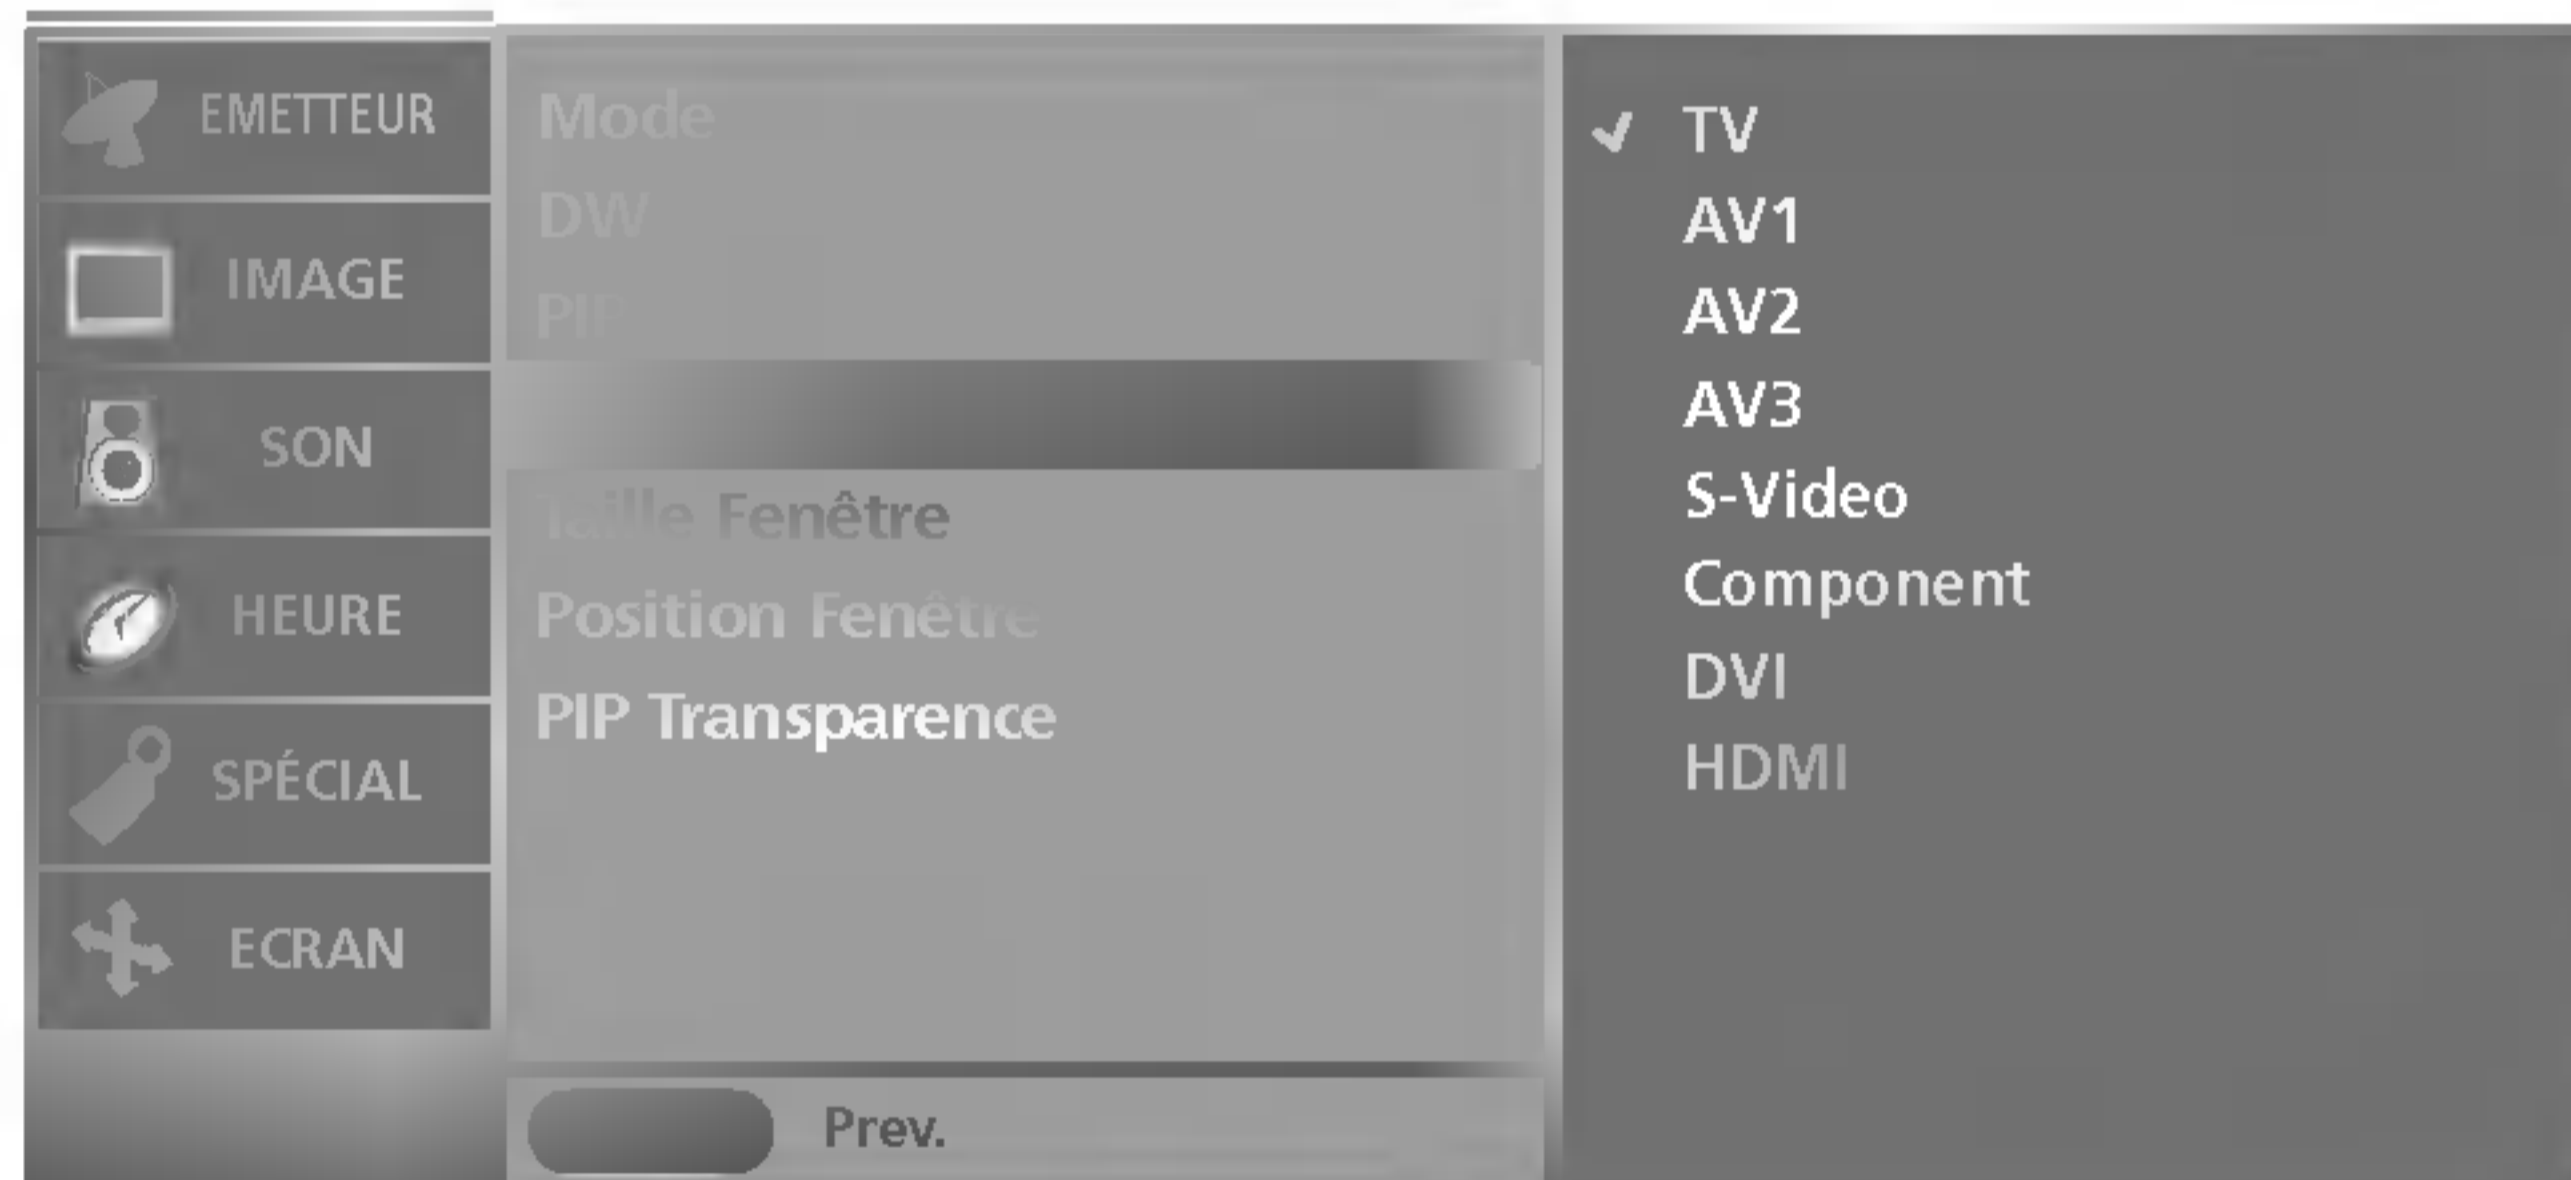 EMETTEUR
IMAGE
SON
HEURE
SPÉCIAL
ECRAN
Mode
DW
PIP
Taille Fenêtre
Position Fenêtre
PIP Transparence
Prev.
TV
AV1
AV2
AV3
S-Video
Component
DVI
HDMI